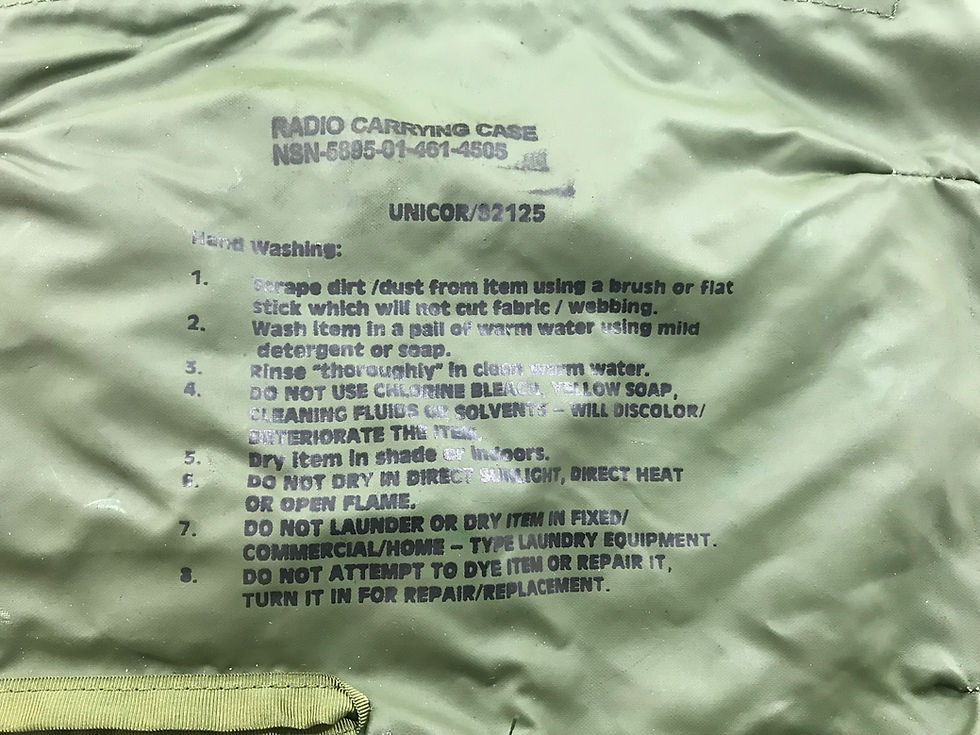 RADIO CARRYING CASE
NSN-5895-01-461-4505
UNICOR/S2125
Hand Washing:
1. Scrape dirt /dust from item using a brush or flat
stick which will not cut fabric / webbing.
2. Wash item in a pail of warm water using mild
detergent or soap.
3. Rinse "thoroughly" in clean warm water.
4. DO NOT USE CHLORINE BLEACH, YELLOW SOAP,
CLEANING FLUIDS OR SOLVENTS – WILL DISCOLOR/
DETERIORATE THE ITEM.
5. Dry item in shade or indoors.
6. DO NOT DRY IN DIRECT SUNLIGHT, DIRECT HEAT
OR OPEN FLAME.
7. DO NOT LAUNDER OR DRY ITEM IN FIXED/
COMMERCIAL/HOME – TYPE LAUNDRY EQUIPMENT.
8. DO NOT ATTEMPT TO DYE ITEM OR REPAIR IT,
TURN IT IN FOR REPAIR/REPLACEMENT.